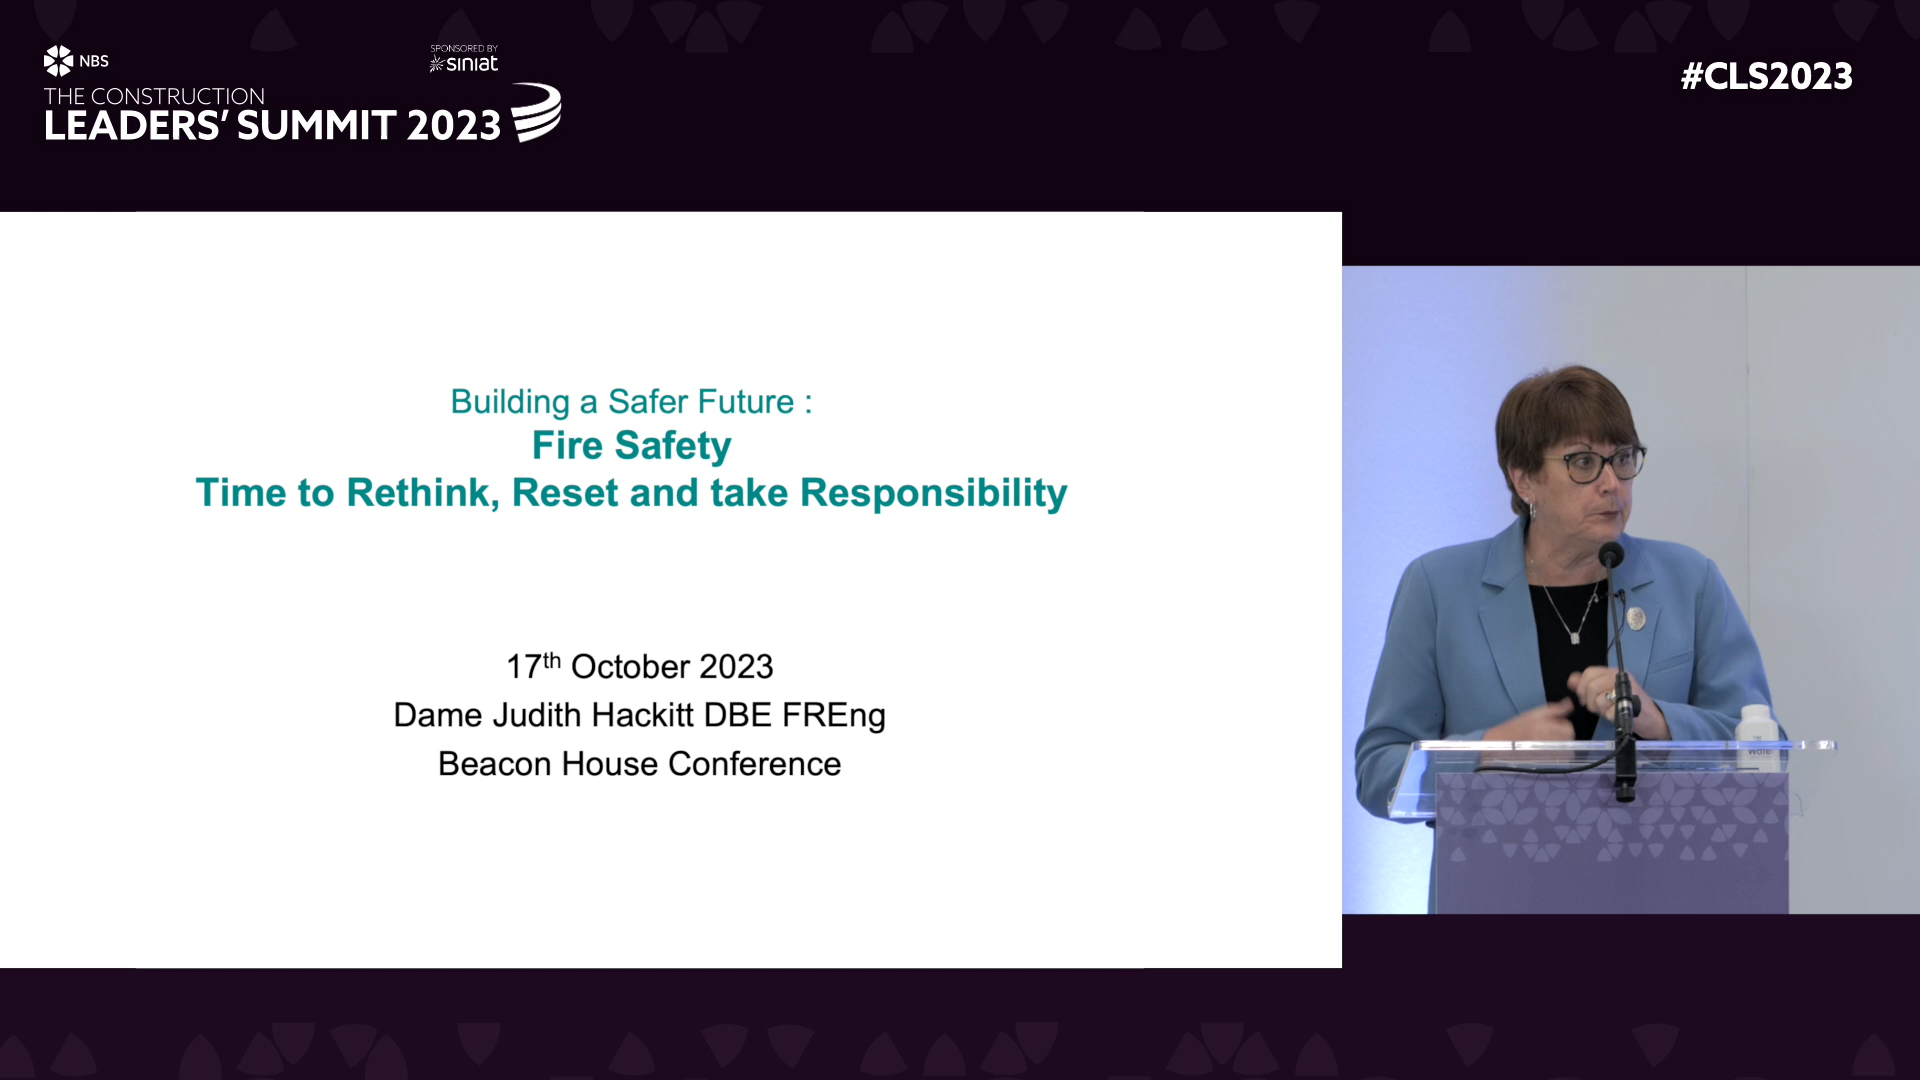 NBS
SPONSORED BY
siniat
THE CONSTRUCTION
LEADERS’ SUMMIT 2023
#CLS2023
Building a Safer Future :
Fire Safety
Time to Rethink, Reset and take Responsibility
17th October 2023
Dame Judith Hackitt DBE FREng
Beacon House Conference